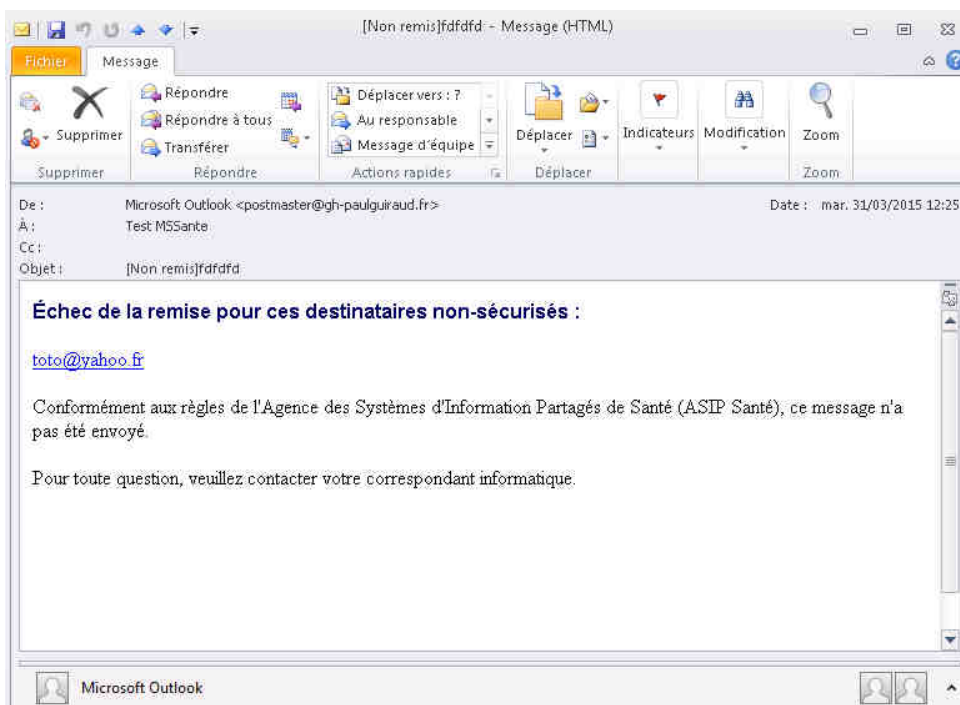 [Non remis]fdfdfd - Message (HTML)
Fichier Message
Supprimer
Répondre
Répondre à tous
Transférer
Déplacer vers : ?
Au responsable
Message d'équipe
Déplacer
Indicateurs
Modification
Zoom
Supprimer Répondre Actions rapides Déplacer Zoom
De : Microsoft Outlook <postmaster@gh-paulguiraud.fr> Date : mar. 31/03/2015 12:25
À : Test MSSante
Cc :
Objet : [Non remis]fdfdfd
Échec de la remise pour ces destinataires non-sécurisés :
toto@yahoo.fr
Conformément aux règles de l'Agence des Systèmes d'Information Partagés de Santé (ASIP Santé), ce message n'a
pas été envoyé.
Pour toute question, veuillez contacter votre correspondant informatique.
Microsoft Outlook